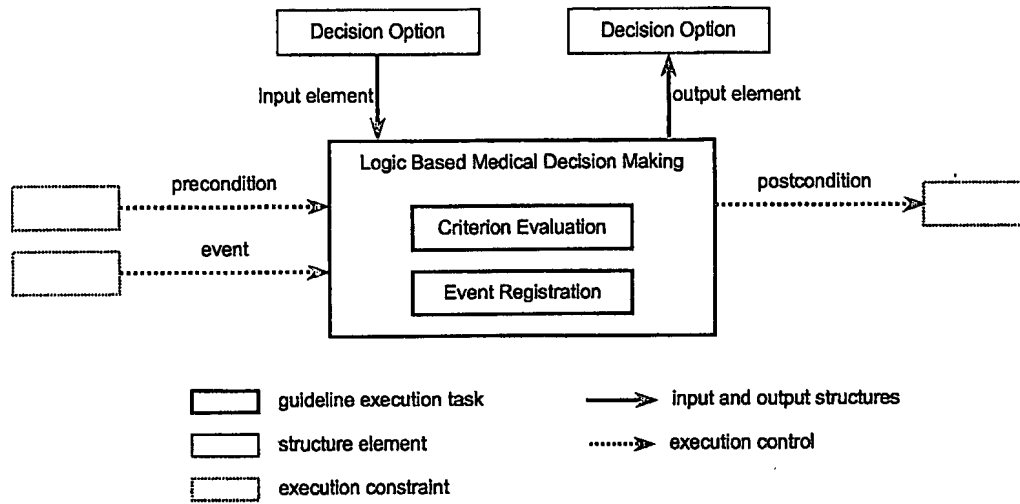 Decision Option
Decision Option
input element
output element
Logic Based Medical Decision Making
precondition
postcondition
Criterion Evaluation
event
Event Registration
guideline execution task
input and output structures
structure element
execution control
execution constraint